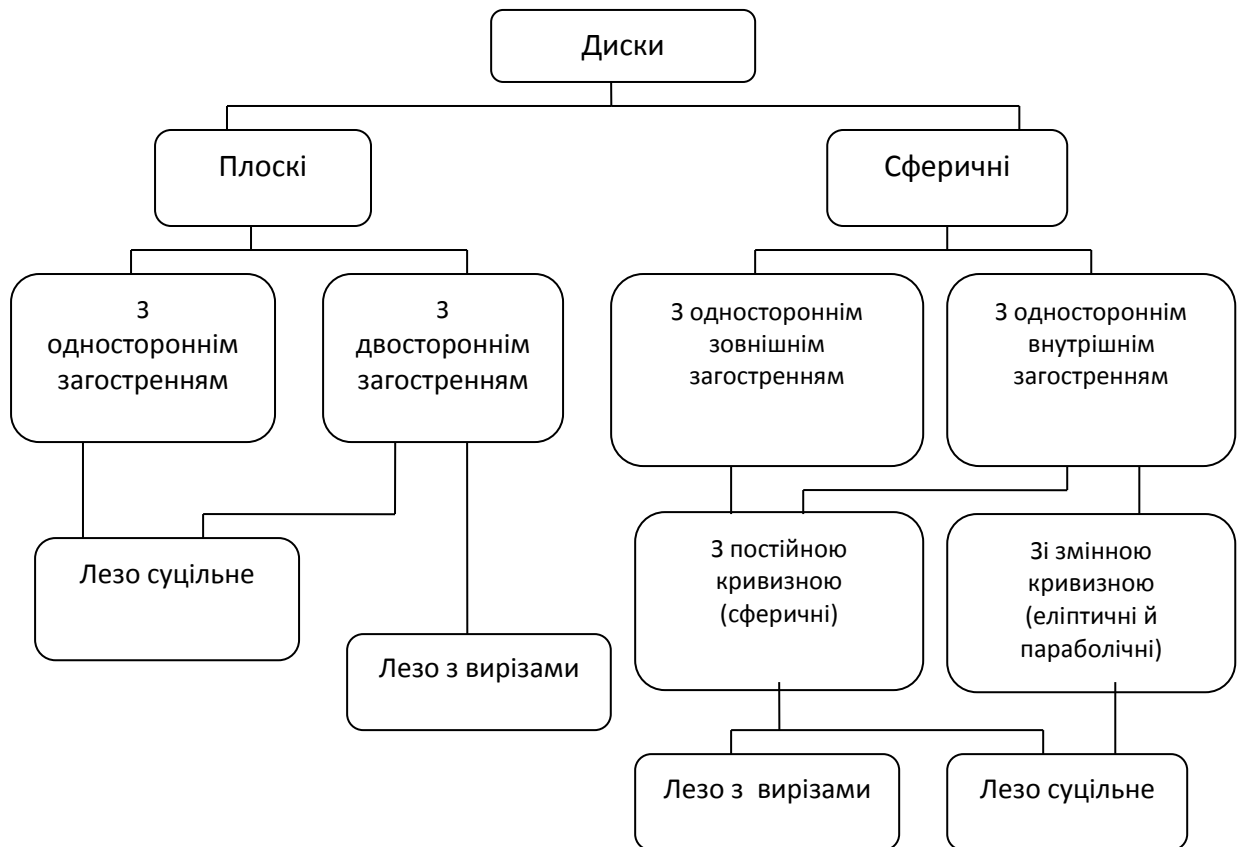 Диски
Плоскі
Сферичні
З
одностороннім
загостренням
З
двостороннім
загостренням
З одностороннім
зовнішнім
загостренням
З одностороннім
внутрішнім
загостренням
Лезо суцільне
Лезо з вирізами
З постійною
кривизною
(сферичні)
Зі змінною
кривизною
(еліптичні й
параболічні)
Лезо з вирізами
Лезо суцільне